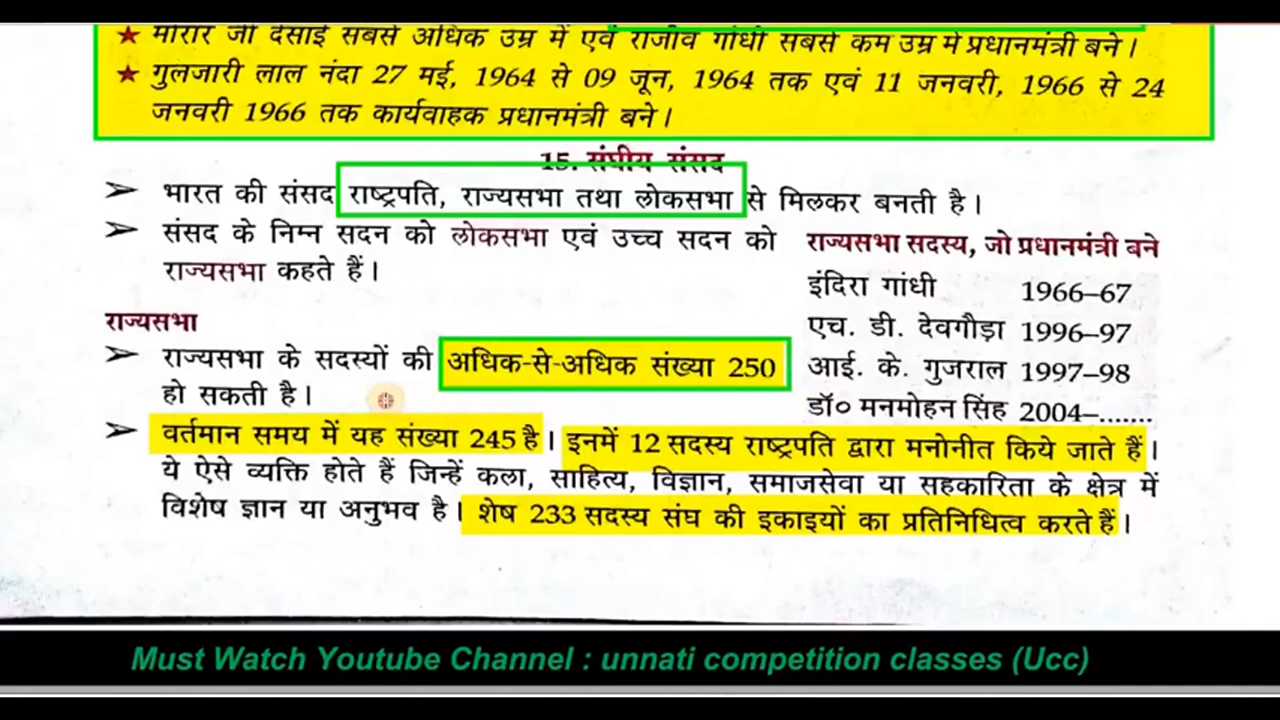 ★ मोरार जी देसाई सबसे अधिक उम्र में एवं राजीव गाँधी सबसे कम उम्र में प्रधानमंत्री बने।
★ गुलजारी लाल नंदा 27 मई, 1964 से 09 जून, 1964 तक एवं 11 जनवरी, 1966 से 24
जनवरी 1966 तक कार्यवाहक प्रधानमंत्री बने।
15. संघीय संसद
➢ भारत की संसद राष्ट्रपति, राज्यसभा तथा लोकसभा से मिलकर बनती है।
➢ संसद के निम्न सदन को लोकसभा एवं उच्च सदन को
राज्यसभा कहते हैं।
राज्यसभा सदस्य, जो प्रधानमंत्री बने
इंदिरा गांधी 1966–67
एच. डी. देवगौड़ा 1996–97
आई. के. गुजराल 1997–98
डॉ० मनमोहन सिंह 2004–.......
राज्यसभा
➢ राज्यसभा के सदस्यों की अधिक-से-अधिक संख्या 250
हो सकती है।
➢ वर्तमान समय में यह संख्या 245 है। इनमें 12 सदस्य राष्ट्रपति द्वारा मनोनीत किये जाते हैं।
ये ऐसे व्यक्ति होते हैं जिन्हें कला, साहित्य, विज्ञान, समाजसेवा या सहकारिता के क्षेत्र में
विशेष ज्ञान या अनुभव है। शेष 233 सदस्य संघ की इकाइयों का प्रतिनिधित्व करते हैं।
Must Watch Youtube Channel : unnati competition classes (Ucc)